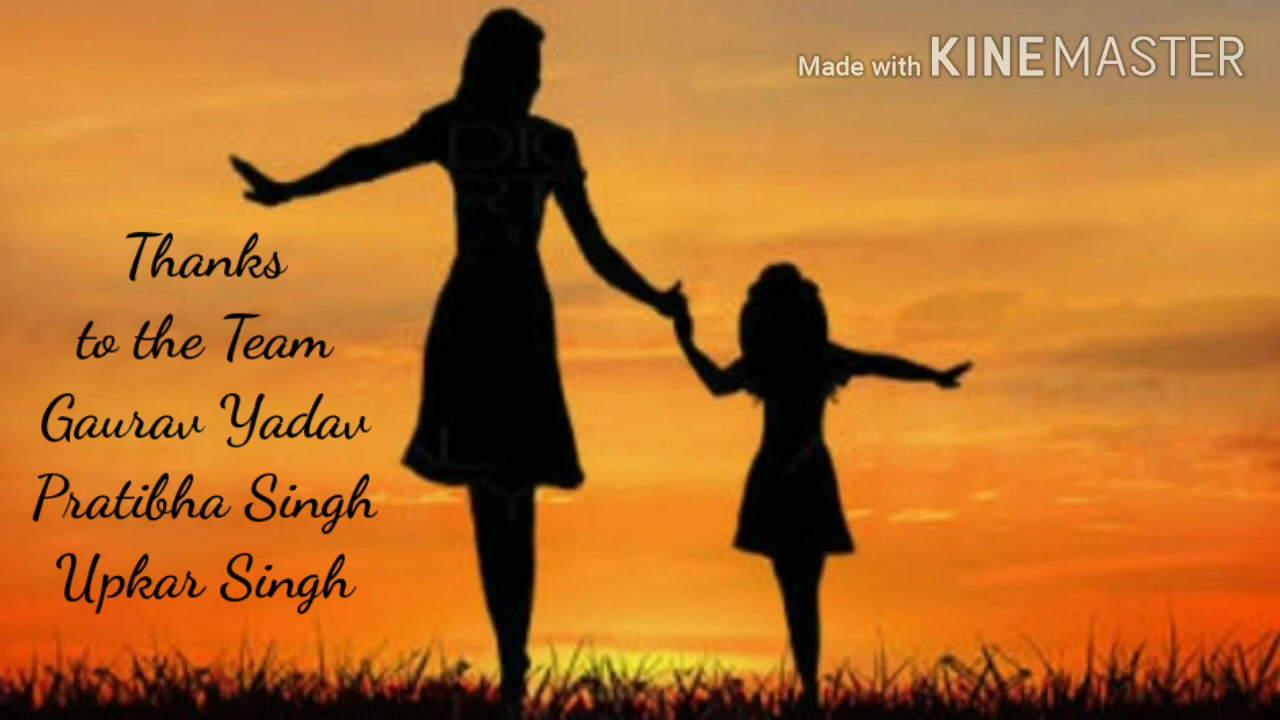 Made with KINEMASTER
Thanks
to the Team
Gaurav Yadav
Pratibha Singh
Upkar Singh